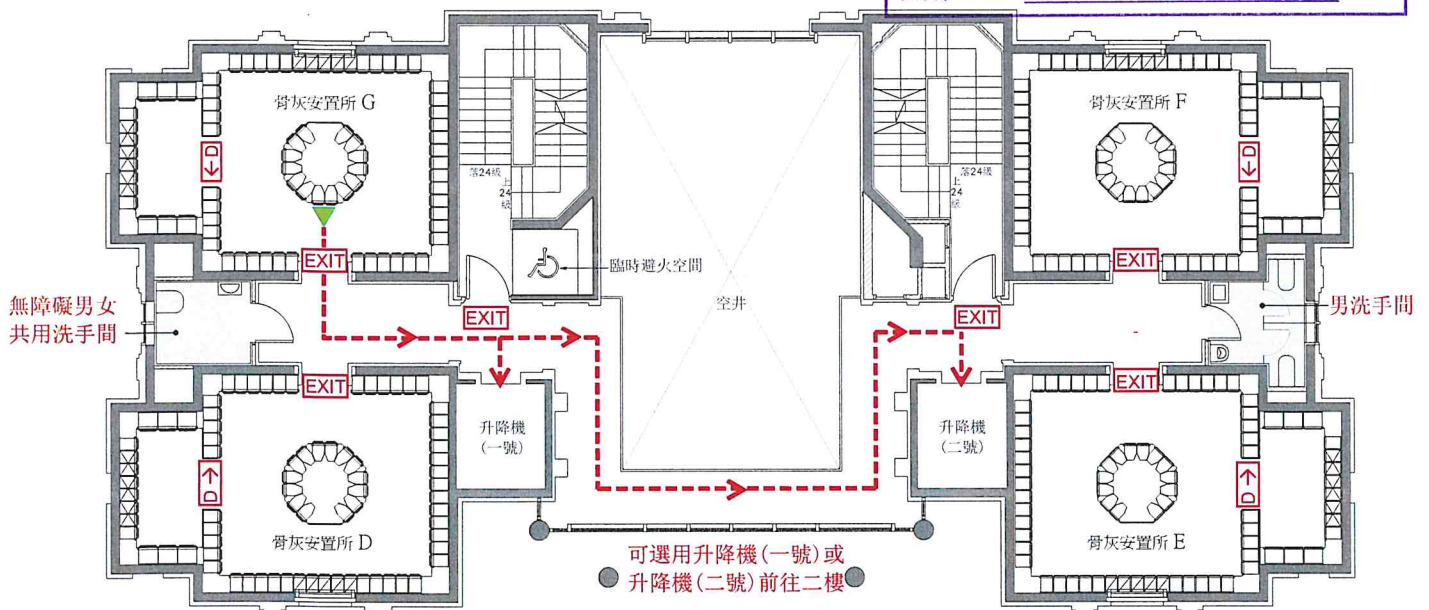 骨灰安置所 G
骨灰安置所 F
D
D
落24級
上
24
級
落24級
上
24
級
EXIT
臨時避火空間
EXIT
無障礙男女
共用洗手間
EXIT
空井
EXIT
男洗手間
EXIT
EXIT
升降機
(一號)
升降機
(二號)
D
D
骨灰安置所 D
骨灰安置所 E
可選用升降機(一號)或
升降機(二號)前往二樓